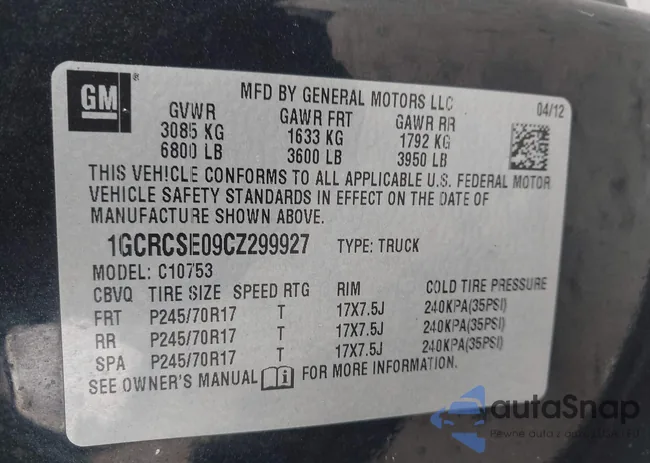 GM
MFD BY GENERAL MOTORS LLC
04/12
GVWR GAWR FRT GAWR RR
3085 KG 1633 KG 1792 KG
6800 LB 3600 LB 3950 LB
THIS VEHICLE CONFORMS TO ALL APPLICABLE U.S. FEDERAL MOTOR
VEHICLE SAFETY STANDARDS IN EFFECT ON THE DATE OF
MANUFACTURE SHOWN ABOVE.
1GCRCSE09CZ299927 TYPE: TRUCK
MODEL: C10753
CBVQ TIRE SIZE SPEED RTG RIM COLD TIRE PRESSURE
FRT P245/70R17 T 17X7.5J 240KPA(35PSI)
RR P245/70R17 T 17X7.5J 240KPA(35PSI)
SPA P245/70R17 T 17X7.5J 240KPA(35PSI)
SEE OWNER'S MANUAL FOR MORE INFORMATION.
autaSnap
Pewne auta z